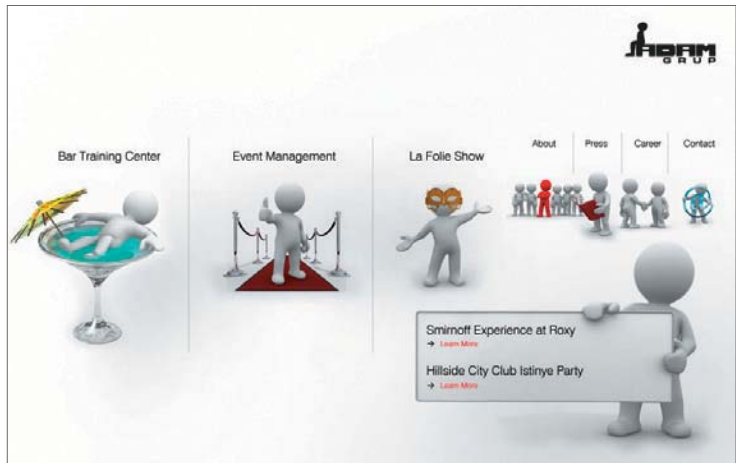 ADAM
GRUP
Bar Training Center
Event Management
La Folie Show
About
Press
Career
Contact
Smirnoff Experience at Roxy
→ Learn More
Hillside City Club Istinye Party
→ Learn More